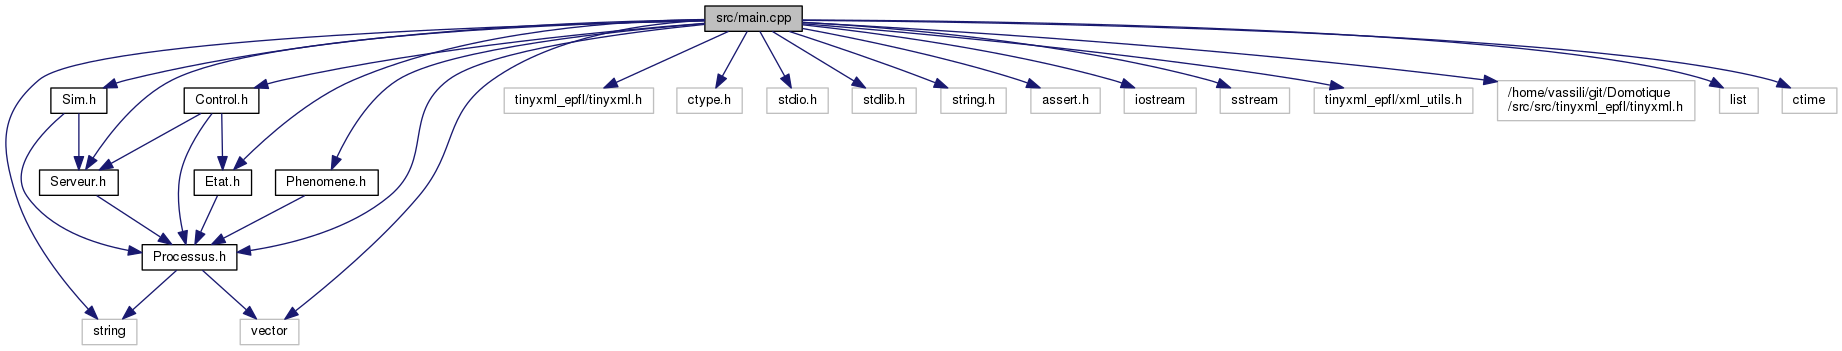 src/main.cpp
Sim.h
Control.h
tinyxml_epfl/tinyxml.h
ctype.h
stdio.h
stdlib.h
string.h
assert.h
iostream
sstream
tinyxml_epfl/xml_utils.h
/home/vassili/git/Domotique
/src/src/tinyxml_epfl/tinyxml.h
list
ctime
Serveur.h
Etat.h
Phenomene.h
Processus.h
string
vector